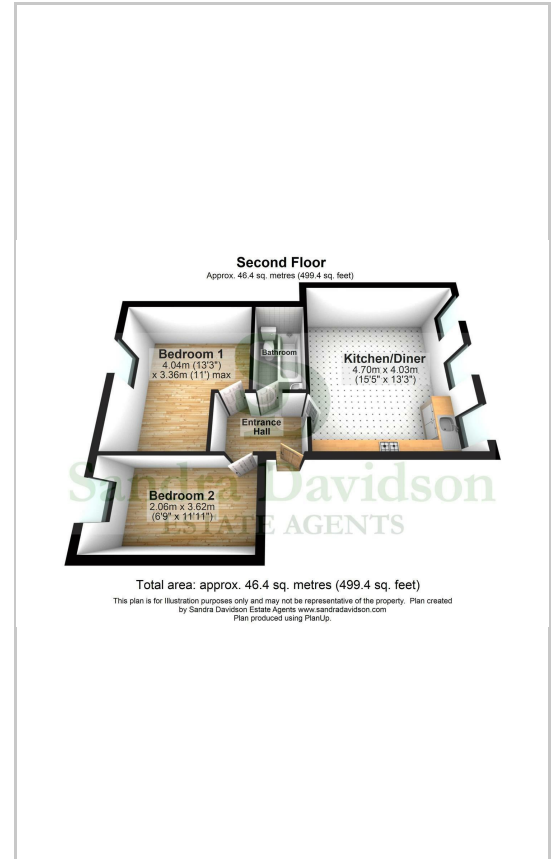 Second Floor
Approx. 46.4 sq. metres (499.4 sq. feet)
Bedroom 1
4.04m (13'3")
x 3.36m (11') max
Bathroom
Kitchen/Diner
4.70m x 4.03m
(15'5" x 13'3")
Entrance
Hall
Bedroom 2
2.06m x 3.62m
(6'9" x 11'11")
Sandra Davidson
ESTATE AGENTS
Total area: approx. 46.4 sq. metres (499.4 sq. feet)
This plan is for Illustration purposes only and may not be representative of the property. Plan created
by Sandra Davidson Estate Agents www.sandradavidson.com
Plan produced using PlanUp.